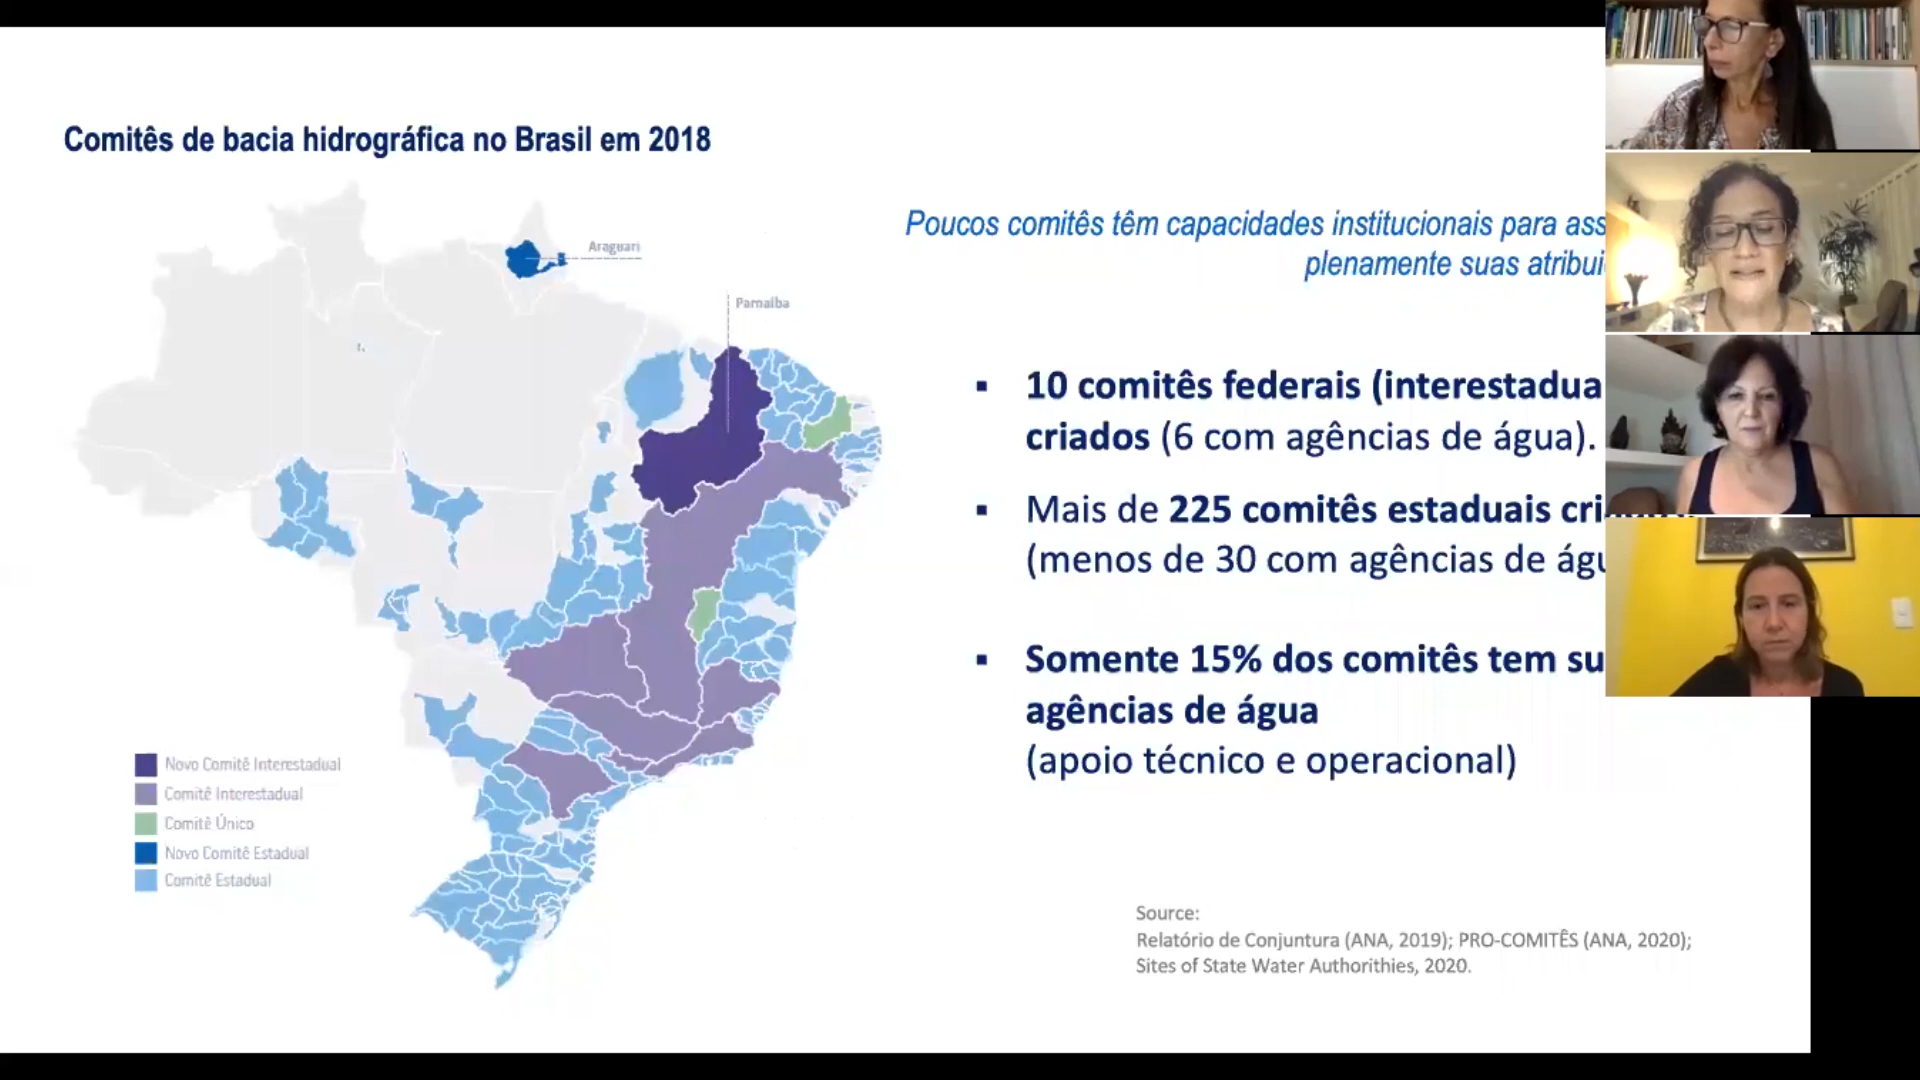 Comitês de bacia hidrográfica no Brasil em 2018
Araguari
Parnaíba
Novo Comitê Interestadual
Comitê Interestadual
Comitê Único
Novo Comitê Estadual
Comitê Estadual
Poucos comitês têm capacidades institucionais para ass
plenamente suas atribui
▪ 10 comitês federais (interestadua
criados (6 com agências de água).
▪ Mais de 225 comitês estaduais cri
(menos de 30 com agências de águ
▪ Somente 15% dos comitês tem su
agências de água
(apoio técnico e operacional)
Source:
Relatório de Conjuntura (ANA, 2019); PRO-COMITÊS (ANA, 2020);
Sites of State Water Authorithies, 2020.